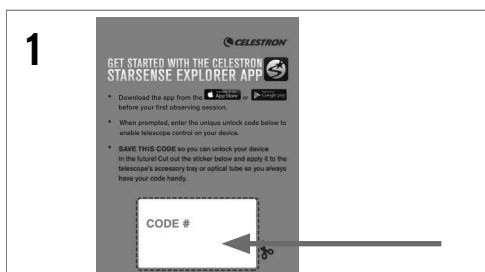 1
CELESTRON
GET STARTED WITH THE CELESTRON
STARSENSE EXPLORER APP
• Download the app from the App Store or Google play
before your first observing session.
• When prompted, enter the unique unlock code below to
enable telescope control on your device.
• SAVE THIS CODE so you can unlock your device
in the future! Cut out the sticker below and apply it to the
telescope's accessory tray or optical tube so you always
have your code handy.
CODE #